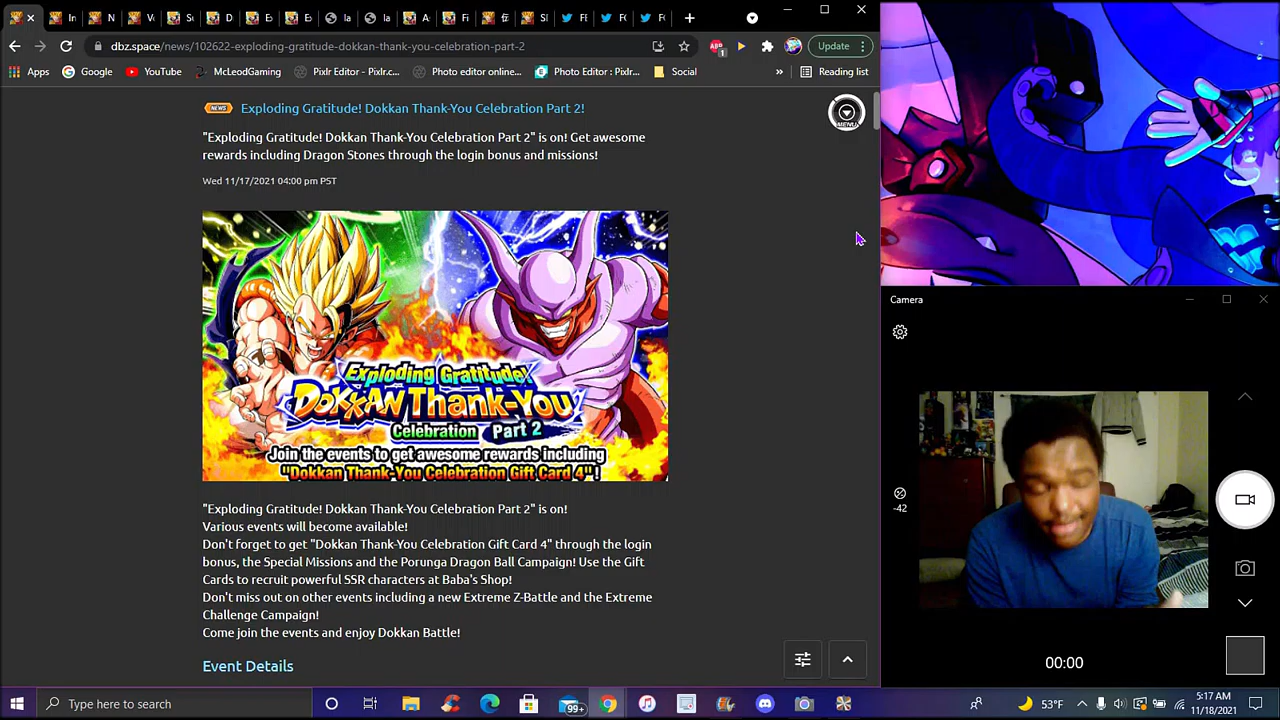 Update
dbz.space/news/102622-exploding-gratitude-dokkan-thank-you-celebration-part-2
Apps
Google
YouTube
McLeodGaming
Pixlr Editor - Pixlr.c...
Photo editor online...
Photo Editor : Pixlr...
Social
»
Reading list
NEWS
Exploding Gratitude! Dokkan Thank-You Celebration Part 2!
MENU
"Exploding Gratitude! Dokkan Thank-You Celebration Part 2" is on! Get awesome
rewards including Dragon Stones through the login bonus and missions!
Wed 11/17/2021 04:00 pm PST
Exploding Gratitude!
DOKKAN Thank-You
Celebration Part 2
Join the events to get awesome rewards including
"Dokkan Thank-You Celebration Gift Card 4"!
"Exploding Gratitude! Dokkan Thank-You Celebration Part 2" is on!
Various events will become available!
Don't forget to get "Dokkan Thank-You Celebration Gift Card 4" through the login
bonus, the Special Missions and the Porunga Dragon Ball Campaign! Use the Gift
Cards to recruit powerful SSR characters at Baba's Shop!
Don't miss out on other events including a new Extreme Z-Battle and the Extreme
Challenge Campaign!
Come join the events and enjoy Dokkan Battle!
Event Details
Camera
-42
00:00
Type here to search
99+
53°F
5:17 AM
11/18/2021